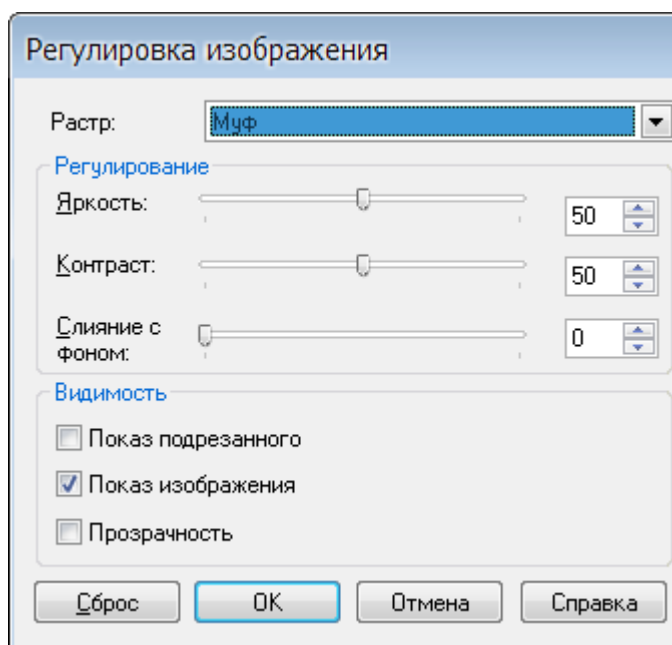 Регулировка изображения
Растр: Муф
Регулирование
Яркость: 50
Контраст: 50
Слияние с
фоном: 0
Видимость
Показ подрезанного
Показ изображения
Прозрачность
Сброс OK Отмена Справка